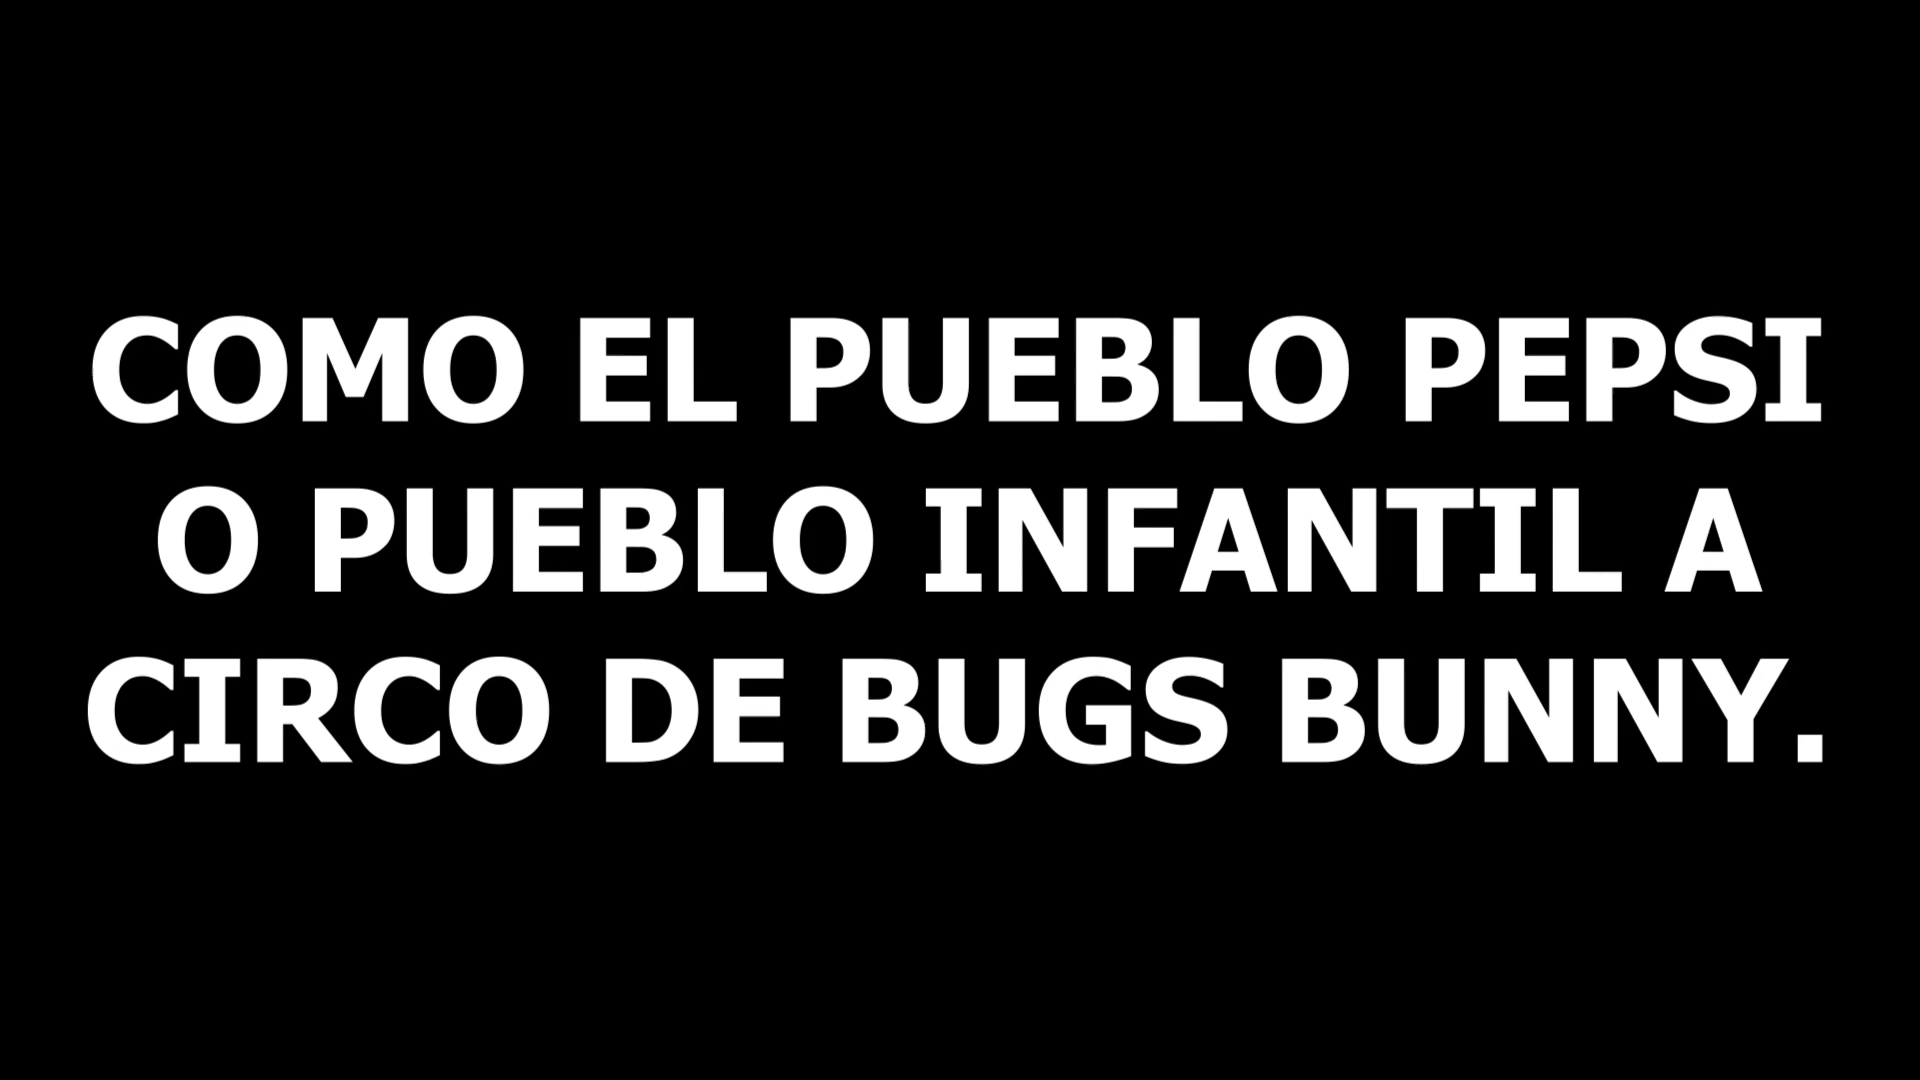 COMO EL PUEBLO PEPSI
O PUEBLO INFANTIL A
CIRCO DE BUGS BUNNY.